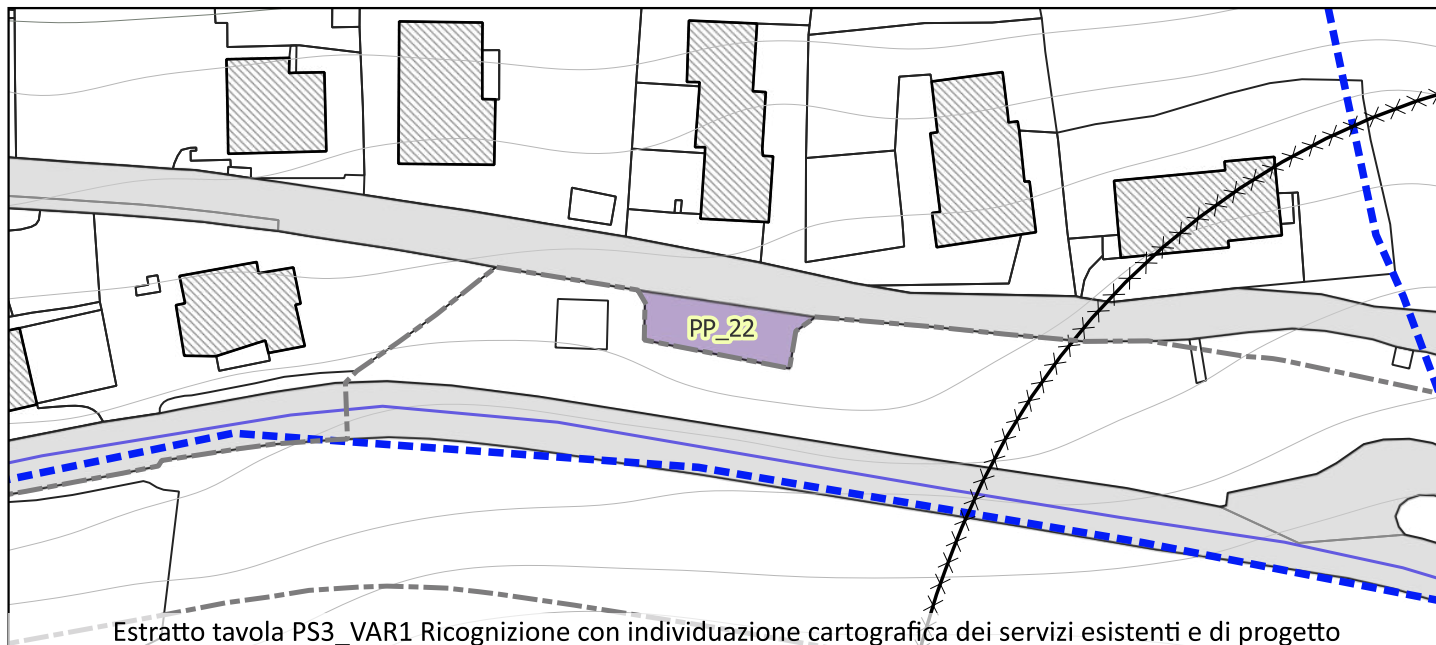 PP_22
Estratto tavola PS3_VAR1 Ricognizione con individuazione cartografica dei servizi esistenti e di progetto